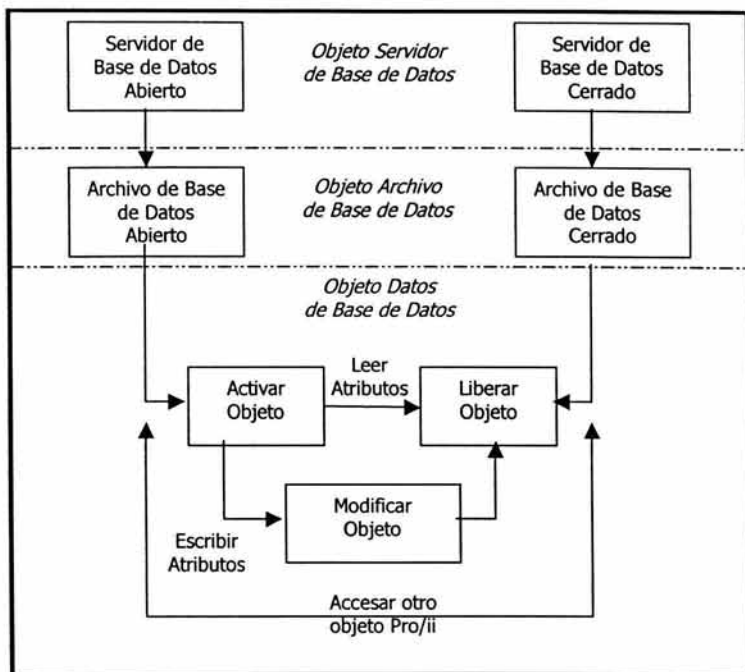 Servidor de
Base de Datos
Abierto
Objeto Servidor
de Base de Datos
Servidor de
Base de Datos
Cerrado
Archivo de Base
de Datos
Abierto
Objeto Archivo
de Base de Datos
Archivo de Base
de Datos
Cerrado
Objeto Datos
de Base de Datos
Activar
Objeto
Leer
Atributos
Liberar
Objeto
Modificar
Objeto
Escribir
Atributos
Accesar otro
objeto Pro/ii